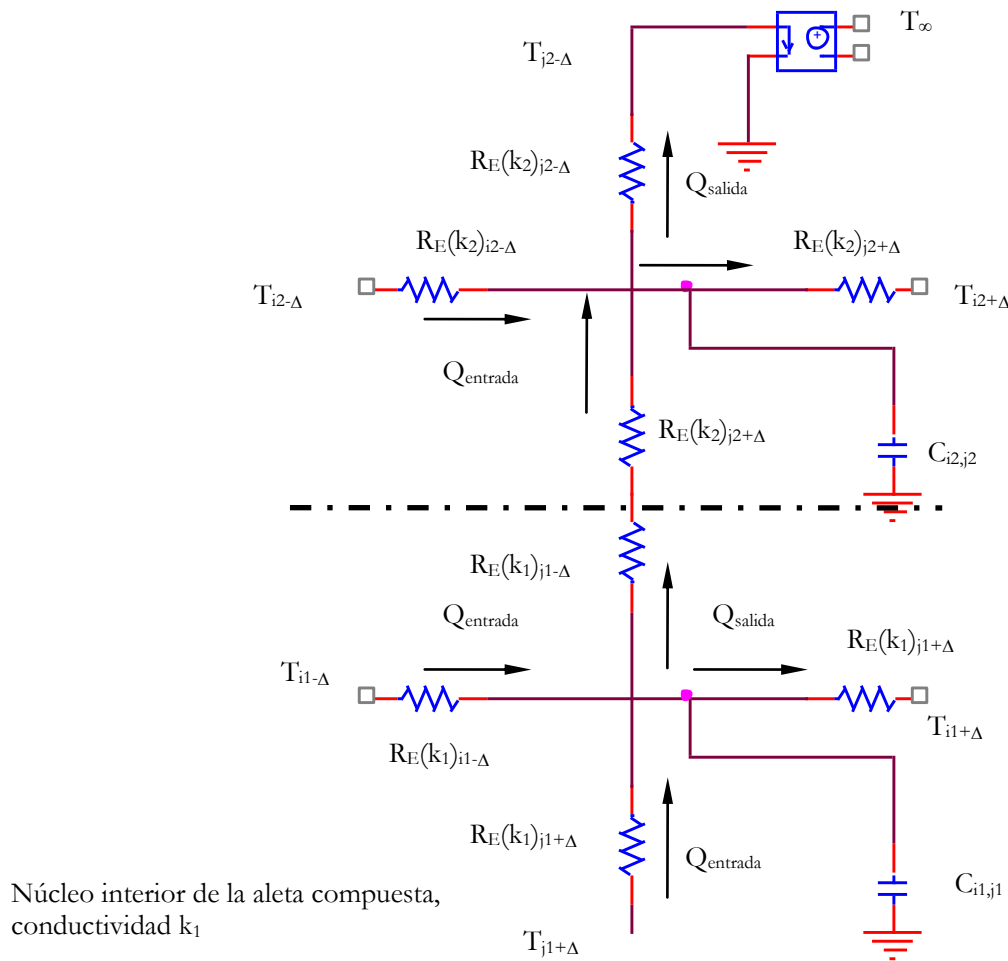 T∞
Tj2-Δ
RE(k2)j2-Δ
Qsalida
RE(k2)i2-Δ
RE(k2)j2+Δ
Ti2-Δ
Ti2+Δ
Qentrada
RE(k2)j2+Δ
Ci2,j2
RE(k1)j1-Δ
Qentrada
Qsalida
RE(k1)j1+Δ
Ti1-Δ
Ti1+Δ
RE(k1)i1-Δ
RE(k1)j1+Δ
Qentrada
Ci1,j1
Núcleo interior de la aleta compuesta,
conductividad k1
Tj1+Δ